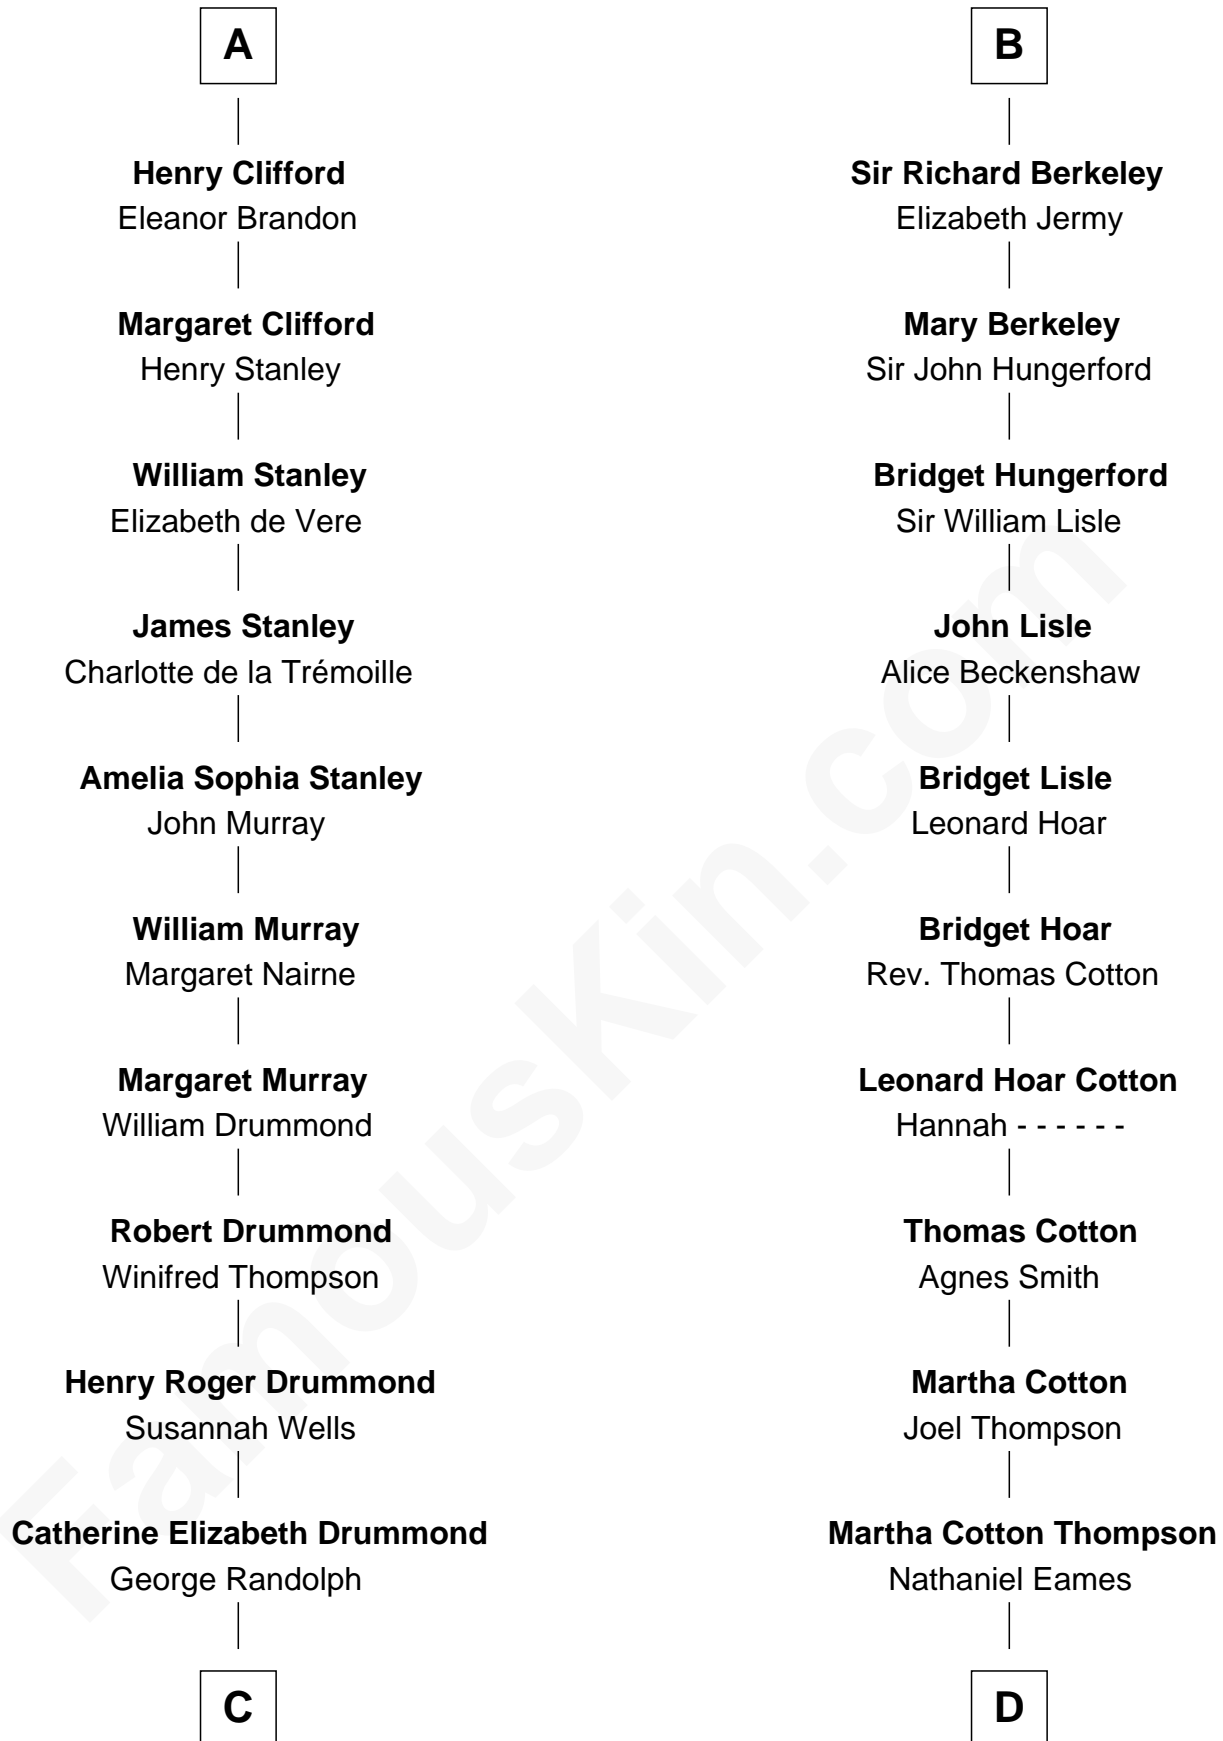 A
Henry Clifford
Eleanor Brandon
Margaret Clifford
Henry Stanley
William Stanley
Elizabeth de Vere
James Stanley
Charlotte de la Trémoille
Amelia Sophia Stanley
John Murray
William Murray
Margaret Nairne
Margaret Murray
William Drummond
Robert Drummond
Winifred Thompson
Henry Roger Drummond
Susannah Wells
Catherine Elizabeth Drummond
George Randolph
C
B
Sir Richard Berkeley
Elizabeth Jermy
Mary Berkeley
Sir John Hungerford
Bridget Hungerford
Sir William Lisle
John Lisle
Alice Beckenshaw
Bridget Lisle
Leonard Hoar
Bridget Hoar
Rev. Thomas Cotton
Leonard Hoar Cotton
Hannah - - - - - -
Thomas Cotton
Agnes Smith
Martha Cotton
Joel Thompson
Martha Cotton Thompson
Nathaniel Eames
D
FamousKin.com